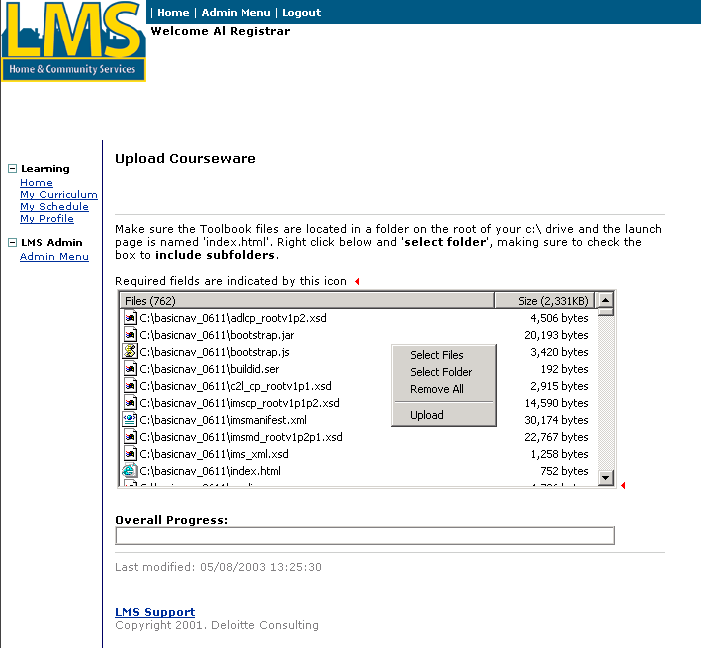 LMS
Home & Community Services
| Home | Admin Menu | Logout
Welcome Al Registrar
Learning
Home
My Curriculum
My Schedule
My Profile
LMS Admin
Admin Menu
Upload Courseware
Make sure the Toolbook files are located in a folder on the root of your c:\ drive and the launch
page is named 'index.html'. Right click below and 'select folder', making sure to check the
box to include subfolders.
Required fields are indicated by this icon
Files (762) Size (2,331KB)
C:\basicnav_0611\adlcp_rootv1p2.xsd 4,506 bytes
C:\basicnav_0611\bootstrap.jar 20,193 bytes
C:\basicnav_0611\bootstrap.js 3,420 bytes
C:\basicnav_0611\buildid.ser 192 bytes
C:\basicnav_0611\c2l_cp_rootv1p1.xsd 2,915 bytes
C:\basicnav_0611\imscp_rootv1p1p2.xsd 14,590 bytes
C:\basicnav_0611\imsmanifest.xml 30,174 bytes
C:\basicnav_0611\imsmd_rootv1p2p1.xsd 22,767 bytes
C:\basicnav_0611\ims_xml.xsd 1,258 bytes
C:\basicnav_0611\index.html 752 bytes
Select Files
Select Folder
Remove All
Upload
Overall Progress:
Last modified: 05/08/2003 13:25:30
LMS Support
Copyright 2001. Deloitte Consulting